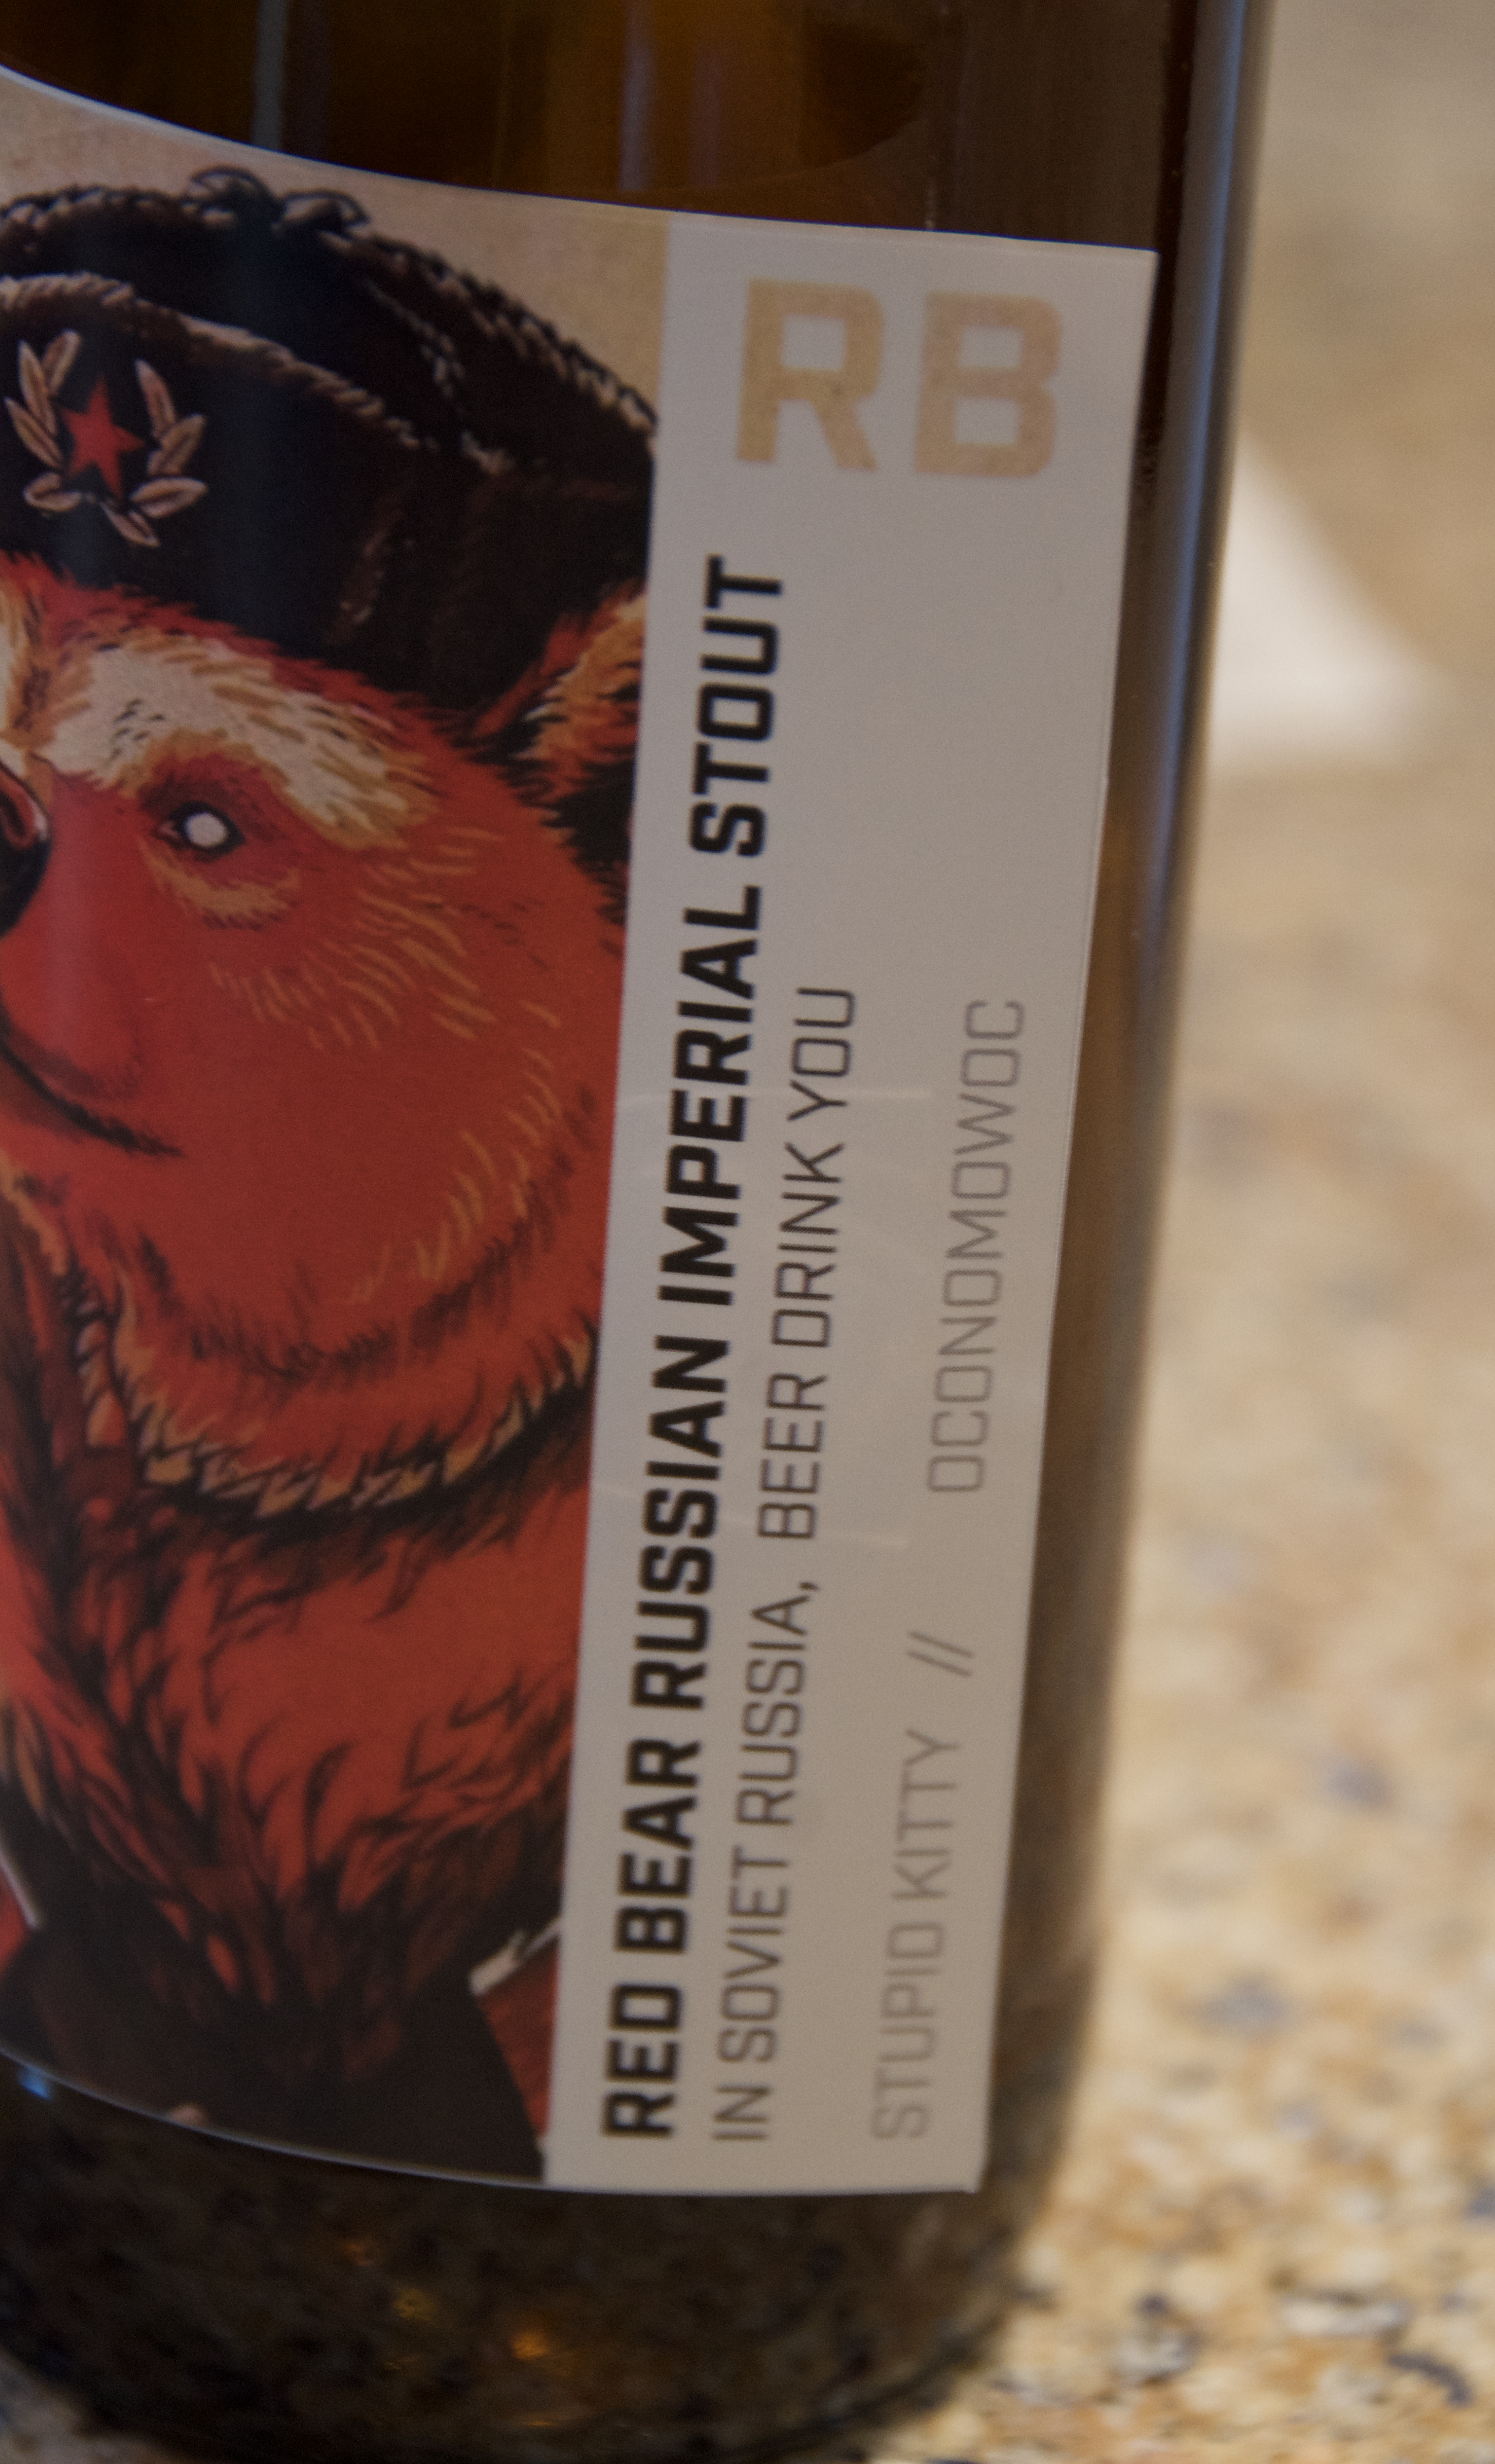 RB
RED BEAR RUSSIAN IMPERIAL STOUT
IN SOVIET RUSSIA, BEER DRINK YOU
STUPID KITTY // OCONOMOWOC